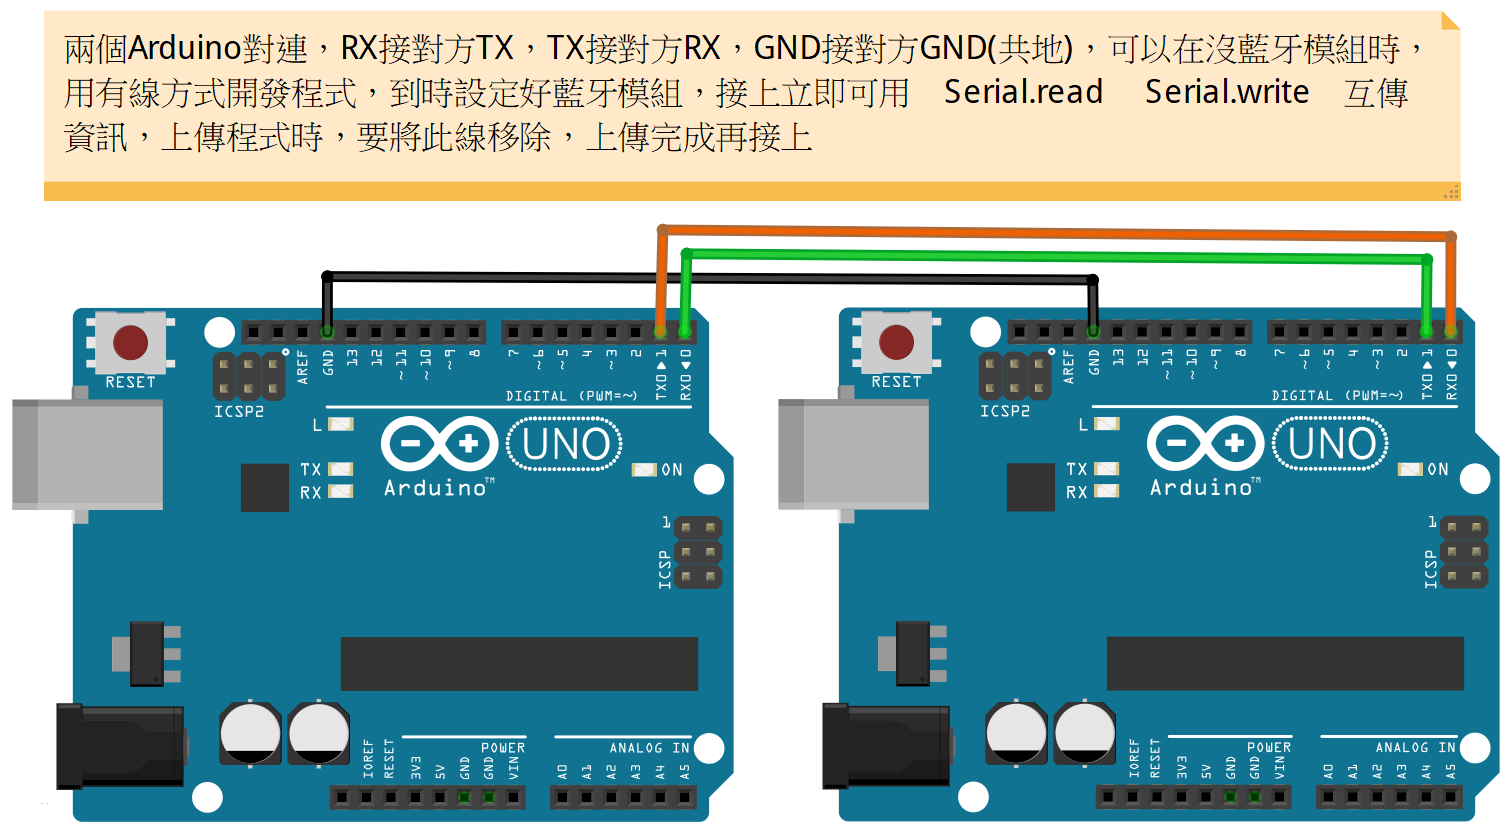 兩個Arduino對連，RX接對方TX，TX接對方RX，GND接對方GND(共地)，可以在沒藍牙模組時，
用有線方式開發程式，到時設定好藍牙模組，接上立即可用　Serial.read　Serial.write　互傳
資訊，上傳程式時，要將此線移除，上傳完成再接上
RESET
ICSP2
AREF
GND
13
12
~11
~10
~9
8
7
~6
~5
4
~3
2
TX0▶1
RX0◀0
DIGITAL (PWM=~)
L
TX
RX
UNO
Arduino™
ON
1
ICSP
IOREF
RESET
3V3
5V
GND
GND
VIN
POWER
A0
A1
A2
A3
A4
A5
ANALOG IN
RESET
ICSP2
AREF
GND
13
12
~11
~10
~9
8
7
~6
~5
4
~3
2
TX0▶1
RX0◀0
DIGITAL (PWM=~)
L
TX
RX
UNO
Arduino™
ON
1
ICSP
IOREF
RESET
3V3
5V
GND
GND
VIN
POWER
A0
A1
A2
A3
A4
A5
ANALOG IN